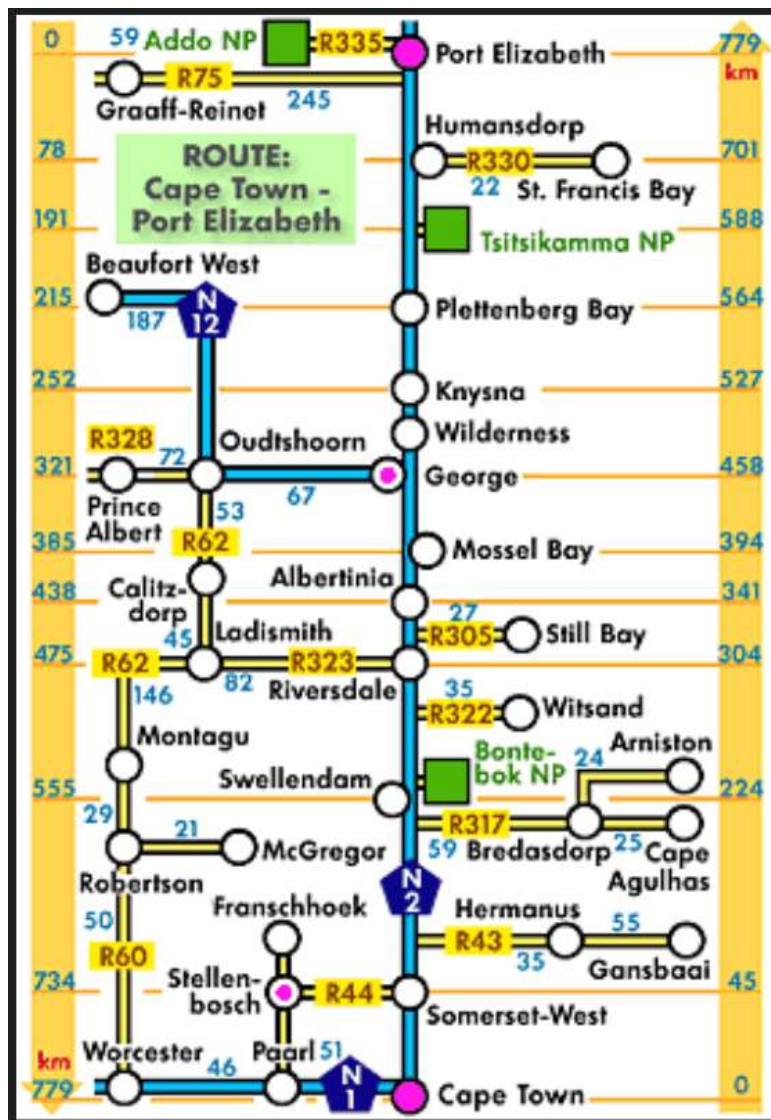 0
59
Addo NP
R335
Port Elizabeth
779
km
R75
Graaff-Reinet
245
Humansdorp
78
ROUTE:
Cape Town -
Port Elizabeth
R330
22
St. Francis Bay
701
191
Tsitsikamma NP
588
Beaufort West
215
187
N
12
Plettenberg Bay
564
252
Knysna
527
R328
Oudtshoorn
Wilderness
321
72
67
George
458
Prince
Albert
53
R62
385
Mossel Bay
394
Calitz-
dorp
Albertinia
438
341
27
R305
Still Bay
45
Ladismith
475
R62
146
82
R323
Riversdale
304
35
R322
Witsand
Montagu
Swellendam
Bonte-
bok NP
24
Arniston
555
224
29
21
McGregor
R317
59
Bredasdorp
25
Cape
Agulhas
Robertson
N
2
50
Franschhoek
Hermanus
55
R43
35
Gansbaai
R60
734
Stellen-
bosch
R44
Somerset-West
45
km
Worcester
46
Paarl
51
N
1
779
Cape Town
0